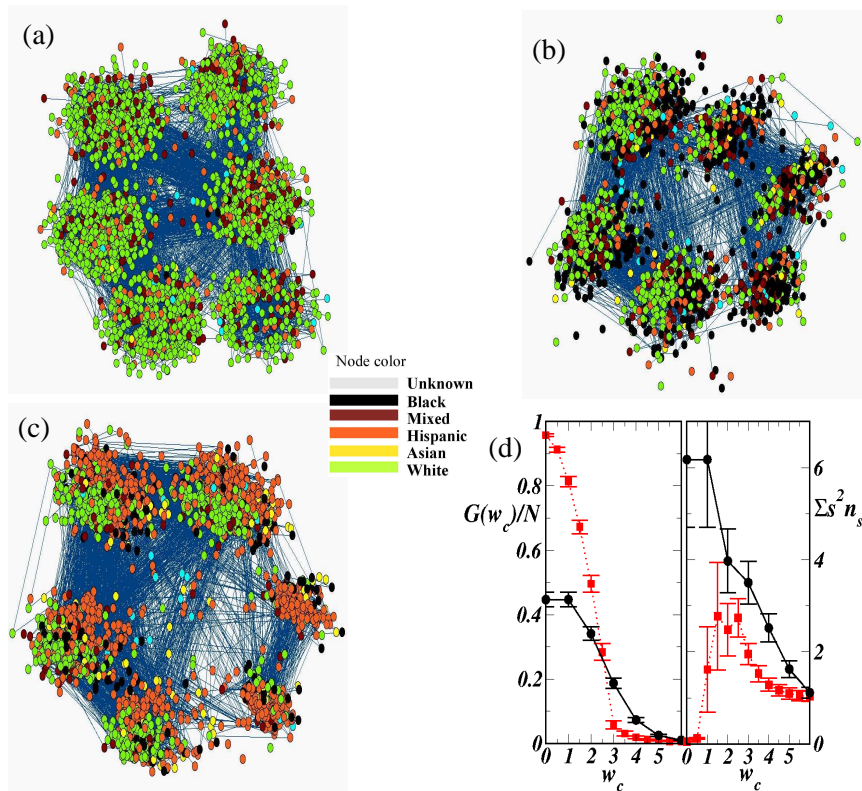 (a)
(b)
Node color
Unknown
Black
Mixed
Hispanic
Asian
White
(c)
(d)
1
0.8
0.6
0.4
0.2
0
G(w_c)/N
0 1 2 3 4 5
w_c
0 1 2 3 4 5
w_c
6
4
2
0
Σs²n_s